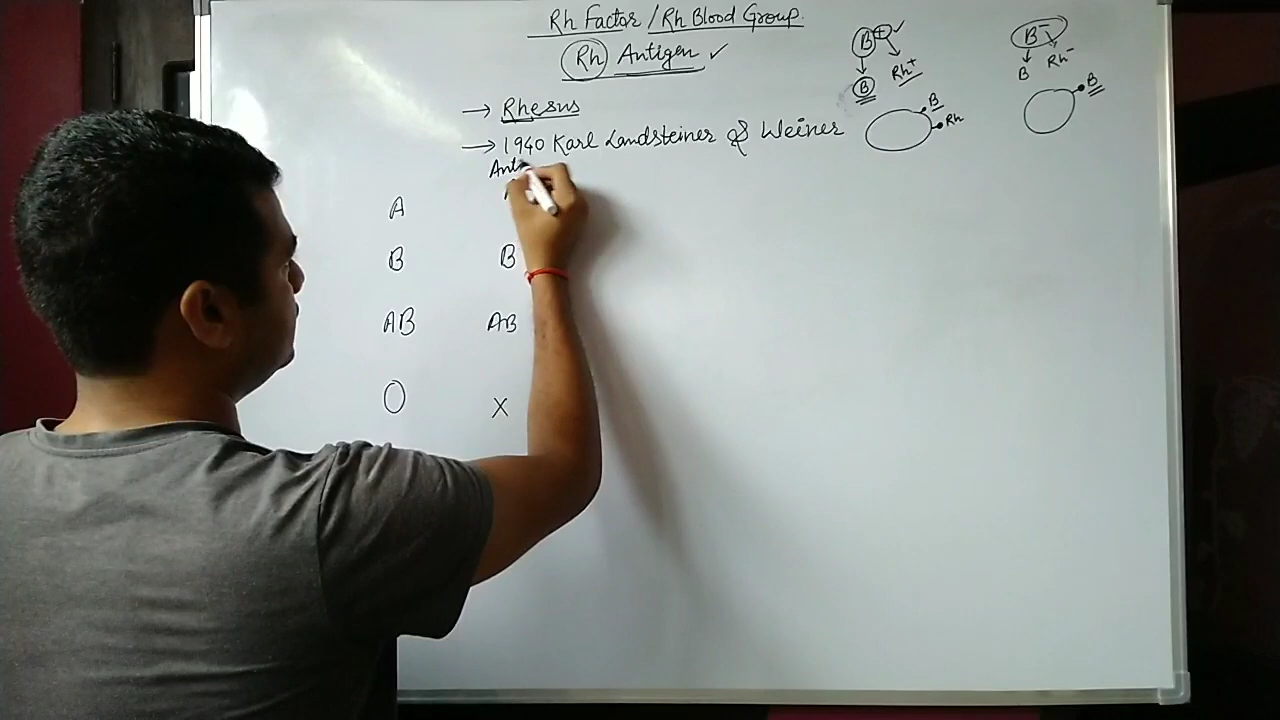 Rh Factor / Rh Blood Group
Rh Antigen ✓
→ Rhesus
→ 1940 Karl Landsteiner & Weiner
A
B B
AB AB
O X
B+ ✓
Rh+
B
B
Rh
B-
B Rh-
B